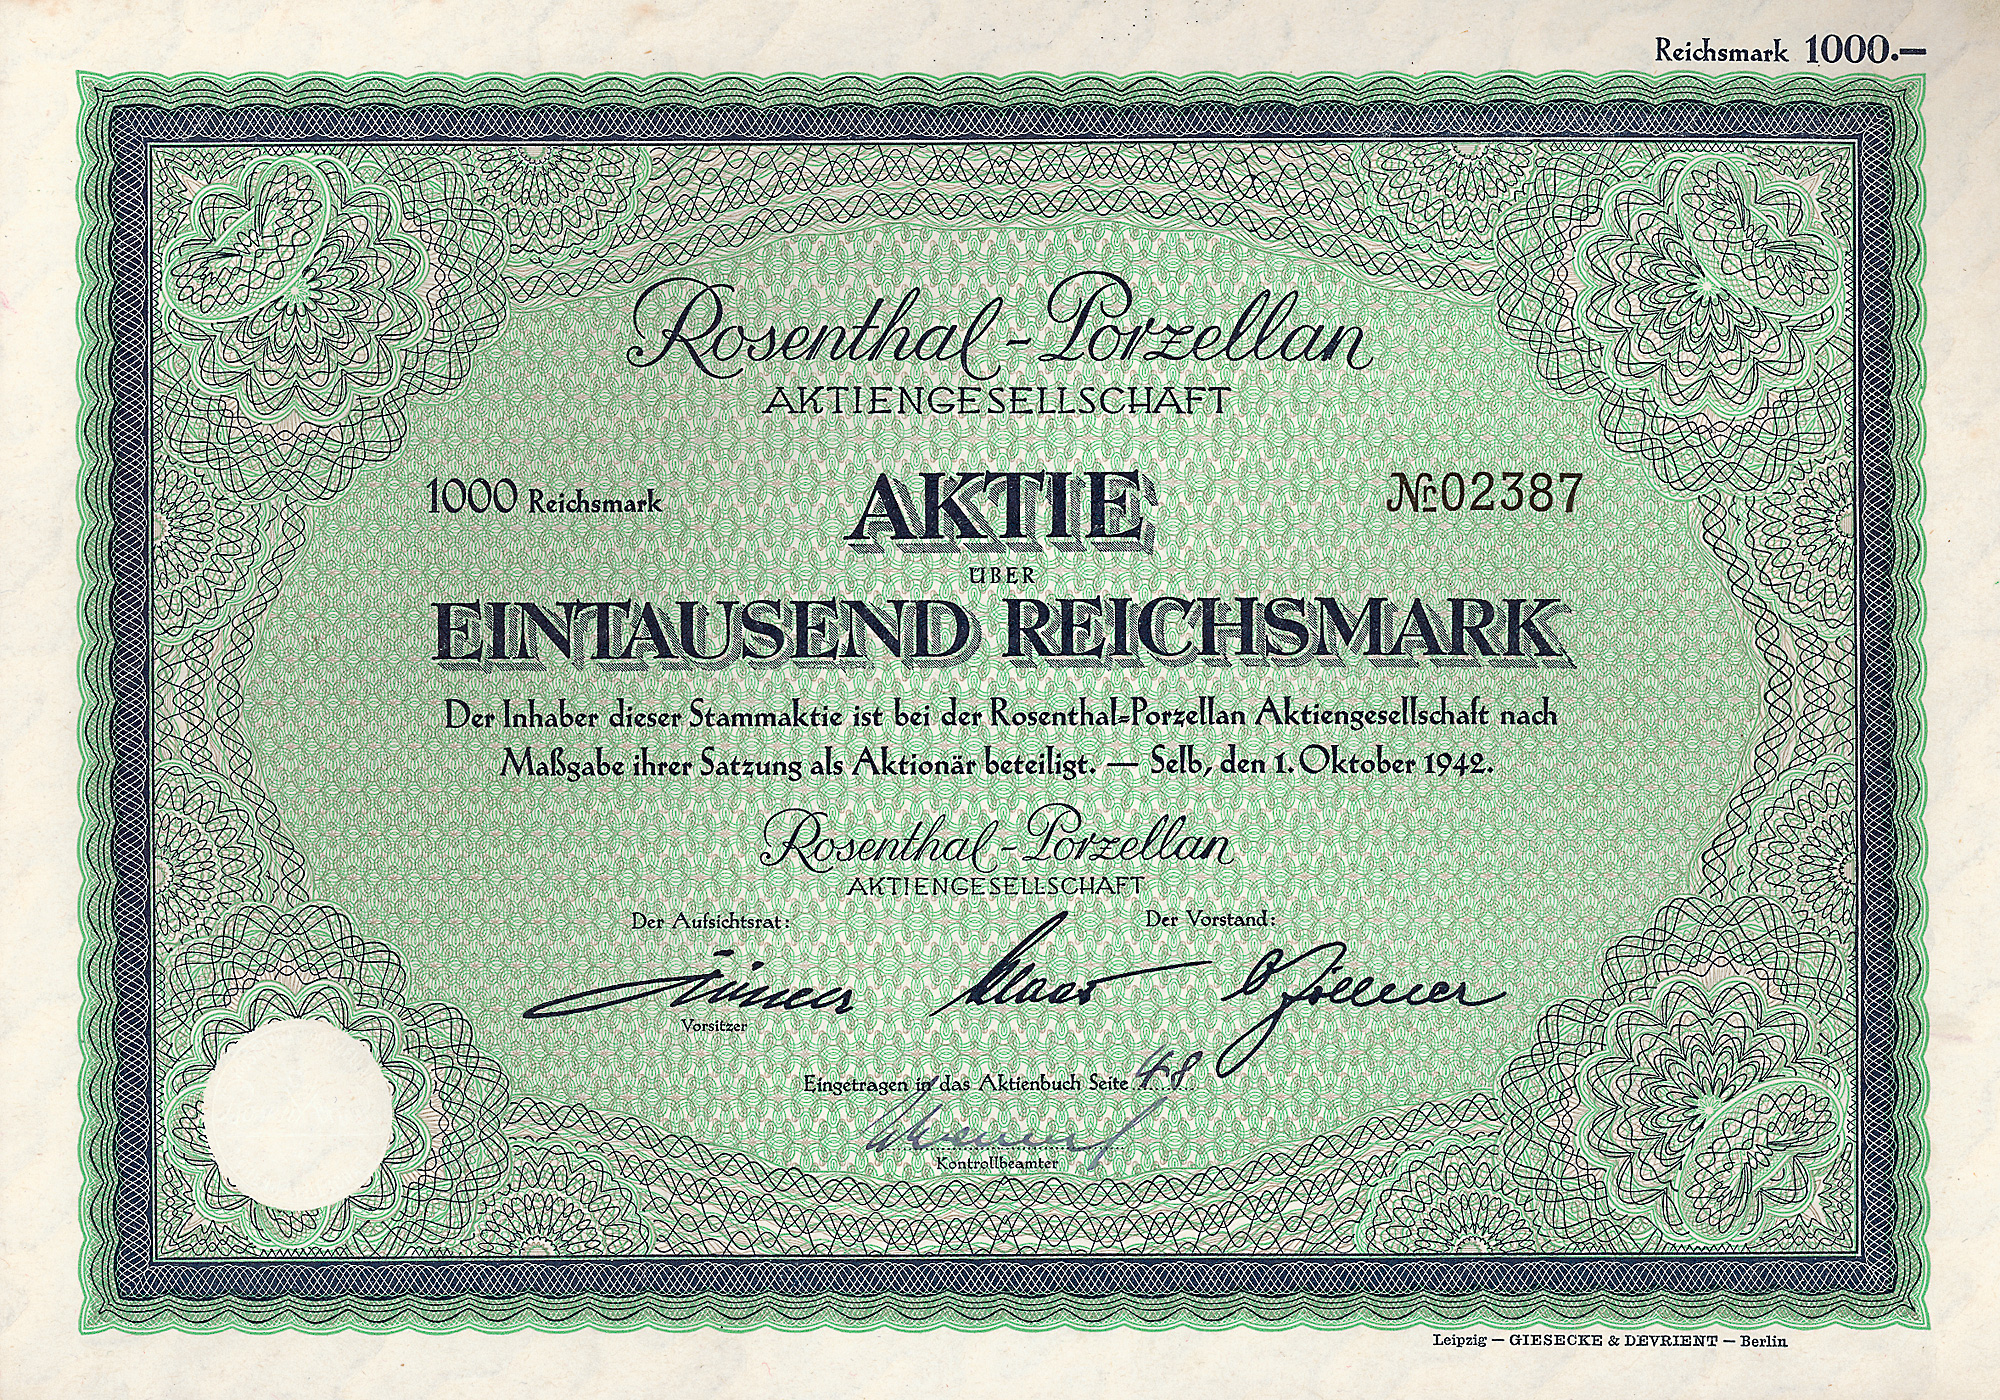 Reichsmark 1000.—
Rosenthal-Porzellan
AKTIENGESELLSCHAFT
1000 Reichsmark
AKTIE
№02387
ÜBER
EINTAUSEND REICHSMARK
Der Inhaber dieser Stammaktie ist bei der Rosenthal-Porzellan Aktiengesellschaft nach
Maßgabe ihrer Satzung als Aktionär beteiligt. — Selb, den 1. Oktober 1942.
Rosenthal-Porzellan
AKTIENGESELLSCHAFT
Der Aufsichtsrat:
Der Vorstand:
Klaas
Vorsitzer
Eingetragen in das Aktienbuch Seite 48
Kontrollbeamter
Leipzig — GIESECKE & DEVRIENT — Berlin